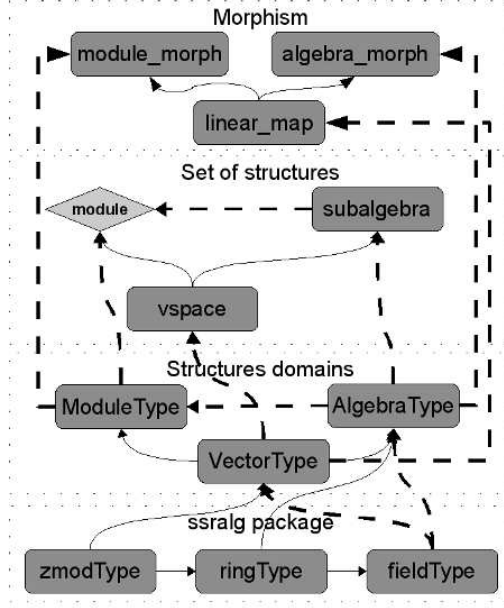 Morphism
module_morph
algebra_morph
linear_map
Set of structures
module
subalgebra
vspace
Structures domains
ModuleType
AlgebraType
VectorType
ssralg package
zmodType
ringType
fieldType